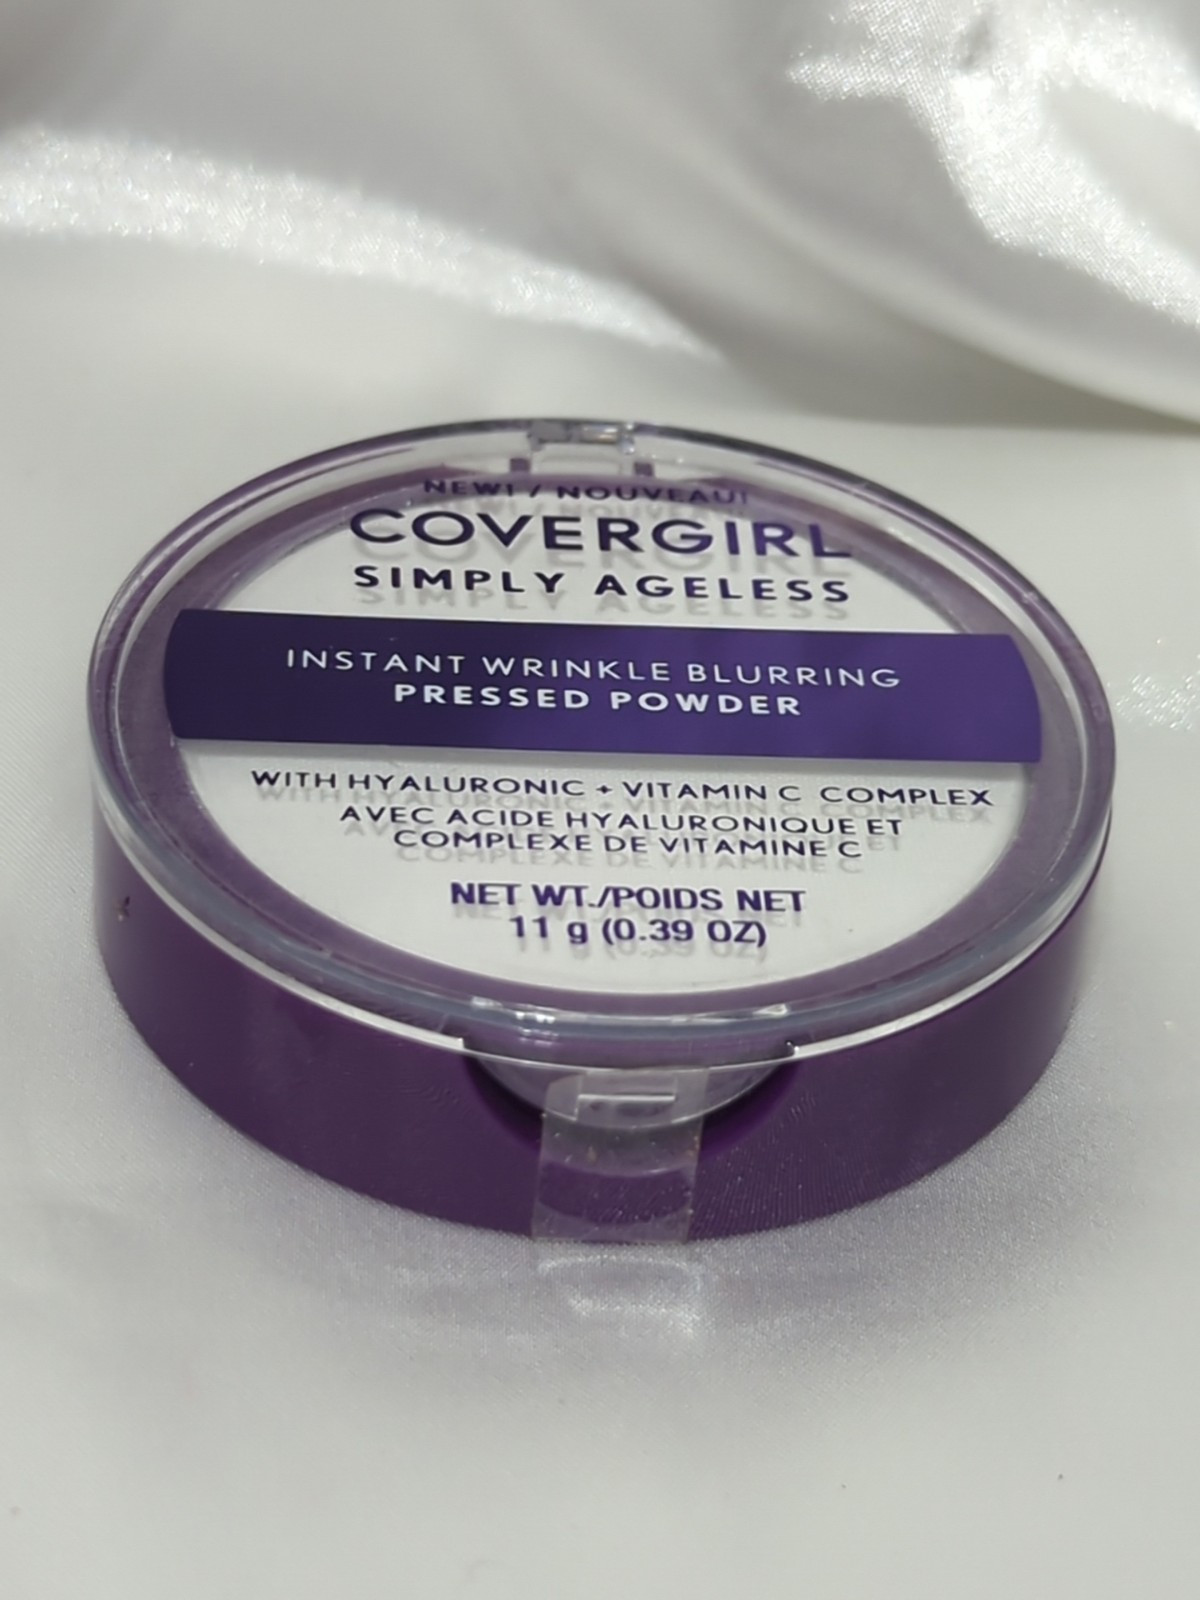 NEW! / NOUVEAU!
COVERGIRL
SIMPLY AGELESS
INSTANT WRINKLE BLURRING
PRESSED POWDER
WITH HYALURONIC + VITAMIN C COMPLEX
AVEC ACIDE HYALURONIQUE ET
COMPLEXE DE VITAMINE C
NET WT./POIDS NET
11 g (0.39 OZ)